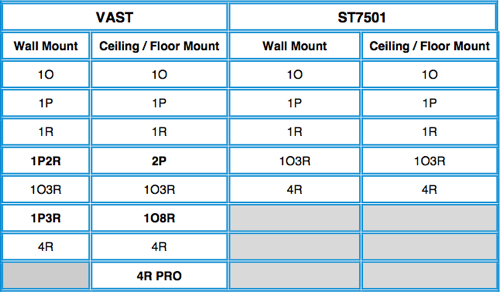 VAST ST7501
Wall Mount Ceiling / Floor Mount Wall Mount Ceiling / Floor Mount
1O 1O 1O 1O
1P 1P 1P 1P
1R 1R 1R 1R
1P2R 2P 1O3R 1O3R
1O3R 1O3R 4R 4R
1P3R 1O8R
4R 4R
4R PRO